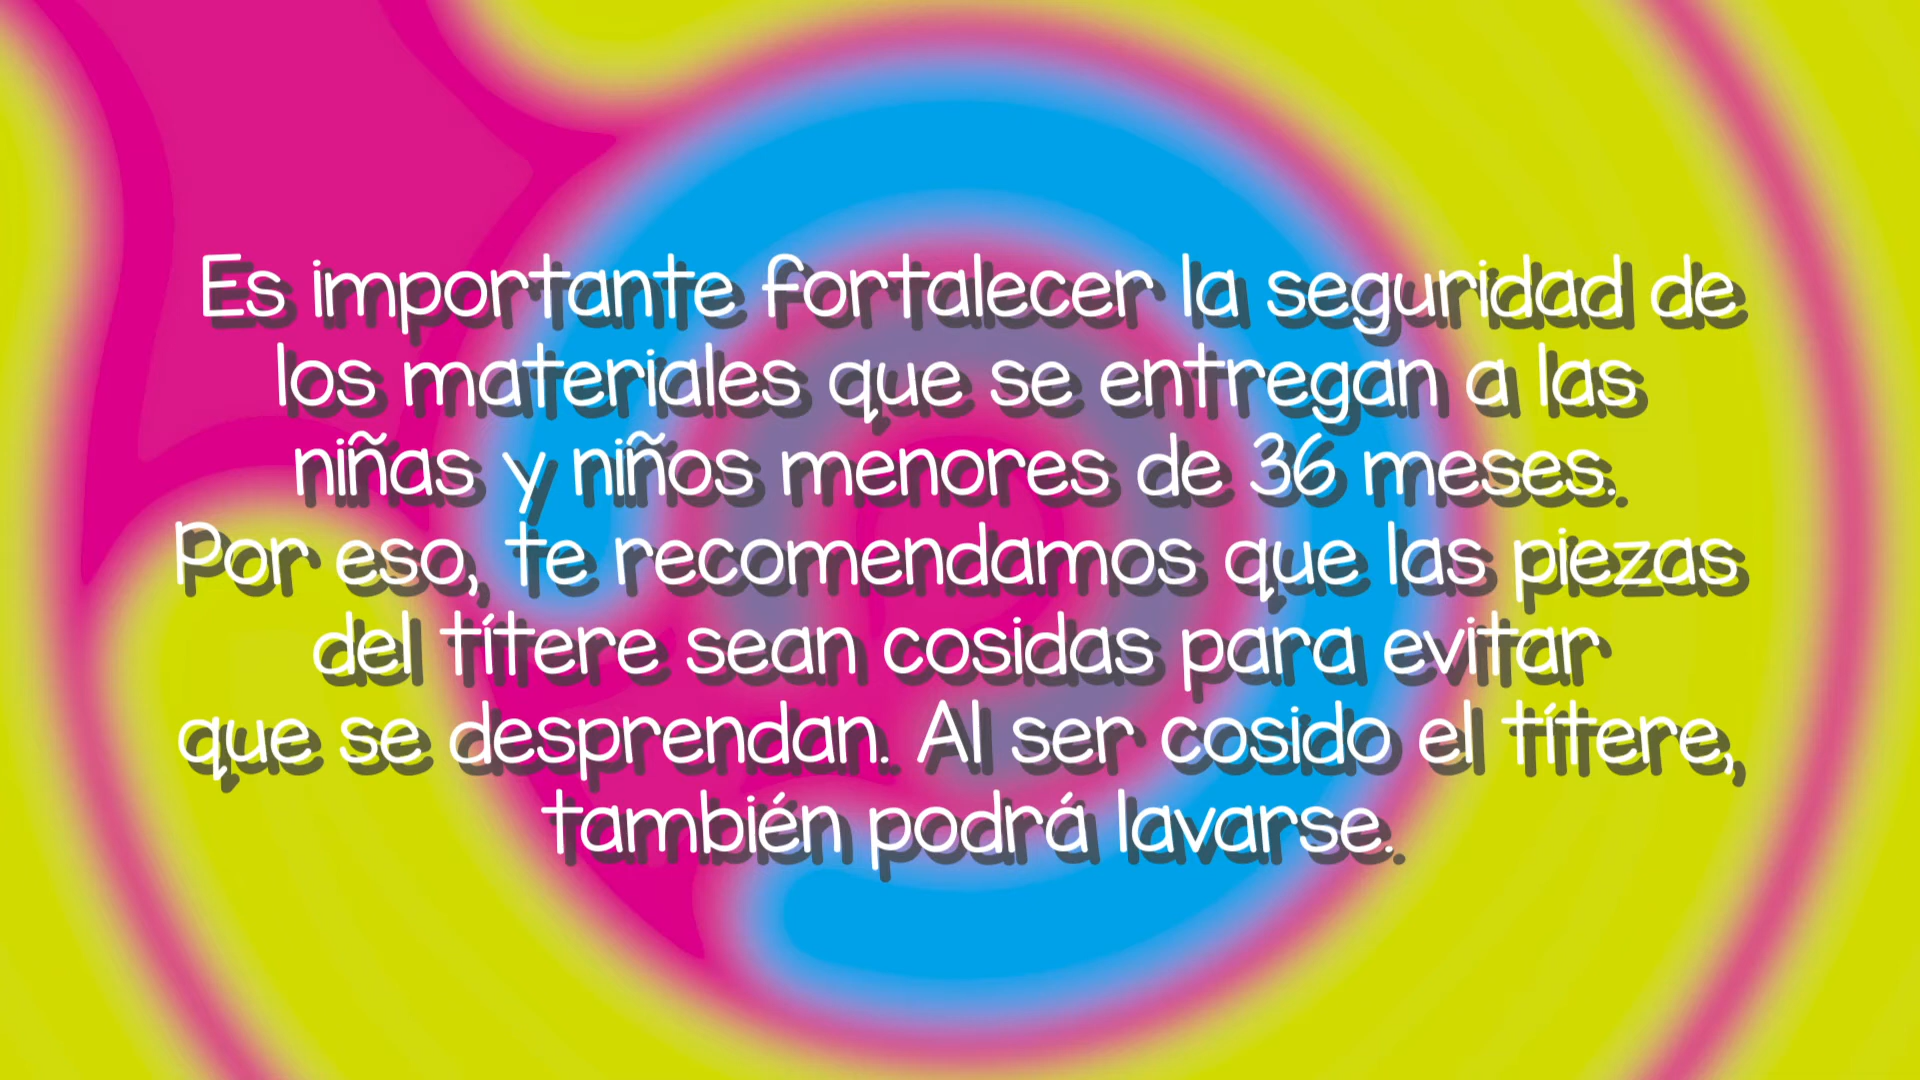 Es importante fortalecer la seguridad de
los materiales que se entregan a las
niñas y niños menores de 36 meses.
Por eso, te recomendamos que las piezas
del títere sean cosidas para evitar
que se desprendan. Al ser cosido el títere,
también podrá lavarse.